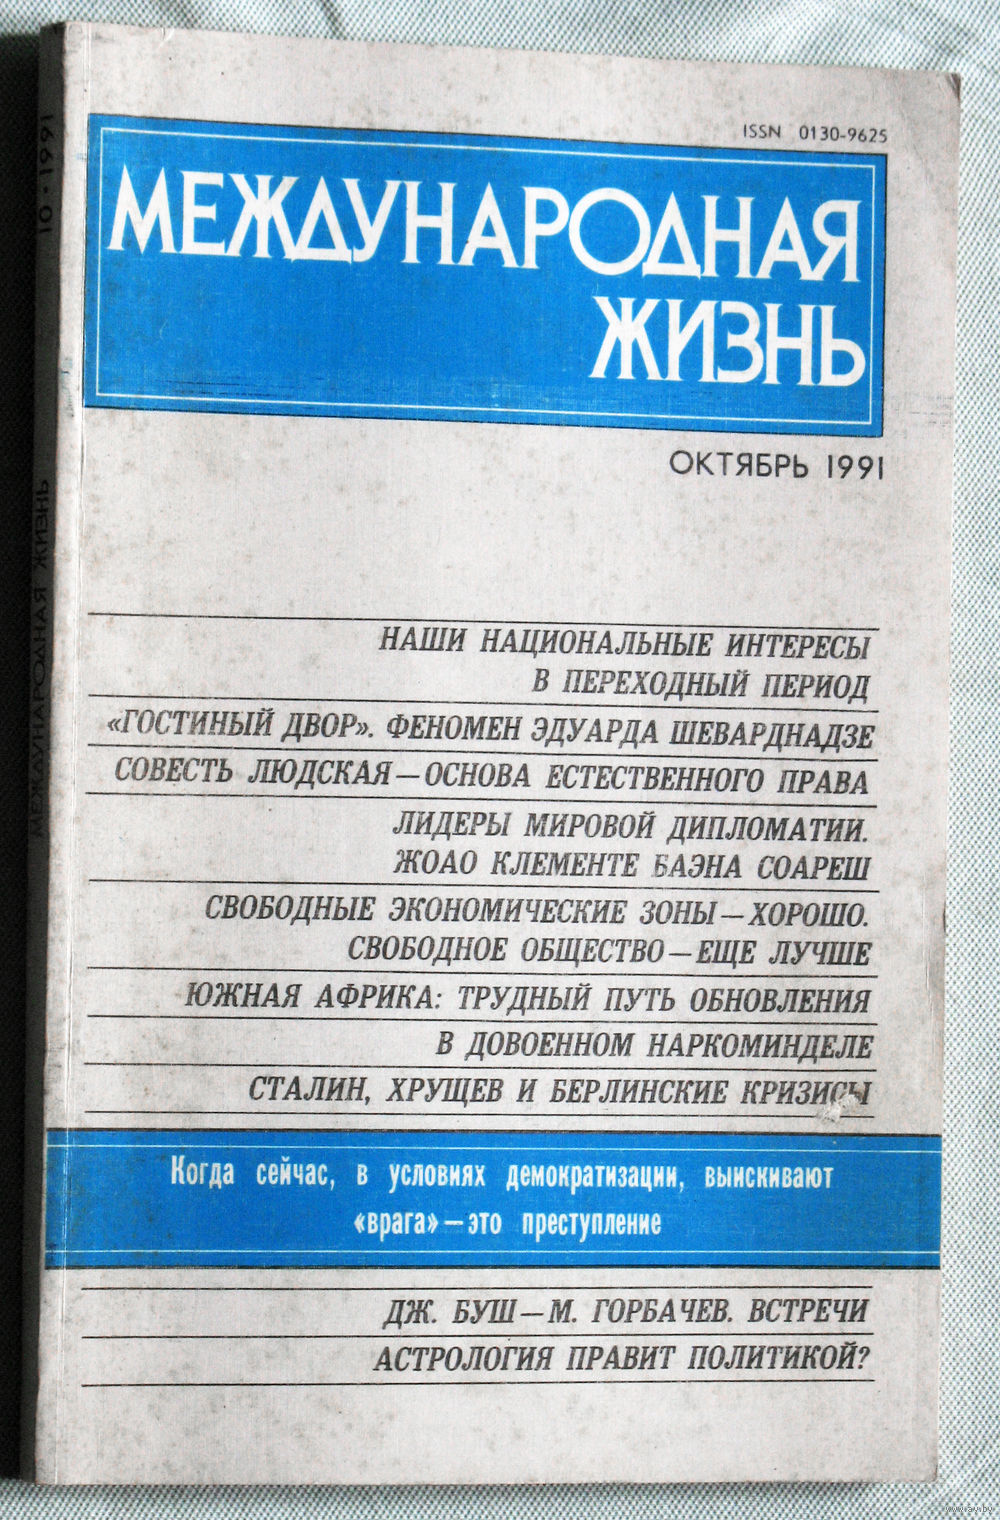 ISSN 0130-9625
МЕЖДУНАРОДНАЯ
ЖИЗНЬ
ОКТЯБРЬ 1991
НАШИ НАЦИОНАЛЬНЫЕ ИНТЕРЕСЫ
В ПЕРЕХОДНЫЙ ПЕРИОД
«ГОСТИНЫЙ ДВОР». ФЕНОМЕН ЭДУАРДА ШЕВАРДНАДЗЕ
СОВЕСТЬ ЛЮДСКАЯ — ОСНОВА ЕСТЕСТВЕННОГО ПРАВА
ЛИДЕРЫ МИРОВОЙ ДИПЛОМАТИИ.
ЖОАО КЛЕМЕНТЕ БАЭНА СОАРЕШ
СВОБОДНЫЕ ЭКОНОМИЧЕСКИЕ ЗОНЫ — ХОРОШО.
СВОБОДНОЕ ОБЩЕСТВО — ЕЩЕ ЛУЧШЕ
ЮЖНАЯ АФРИКА: ТРУДНЫЙ ПУТЬ ОБНОВЛЕНИЯ
В ДОВОЕННОМ НАРКОМИНДЕЛЕ
СТАЛИН, ХРУЩЕВ И БЕРЛИНСКИЕ КРИЗИСЫ
Когда сейчас, в условиях демократизации, выискивают
«врага» — это преступление
ДЖ. БУШ — М. ГОРБАЧЕВ. ВСТРЕЧИ
АСТРОЛОГИЯ ПРАВИТ ПОЛИТИКОЙ?
МЕЖДУНАРОДНАЯ ЖИЗНЬ
10 · 1991
www.ay.by